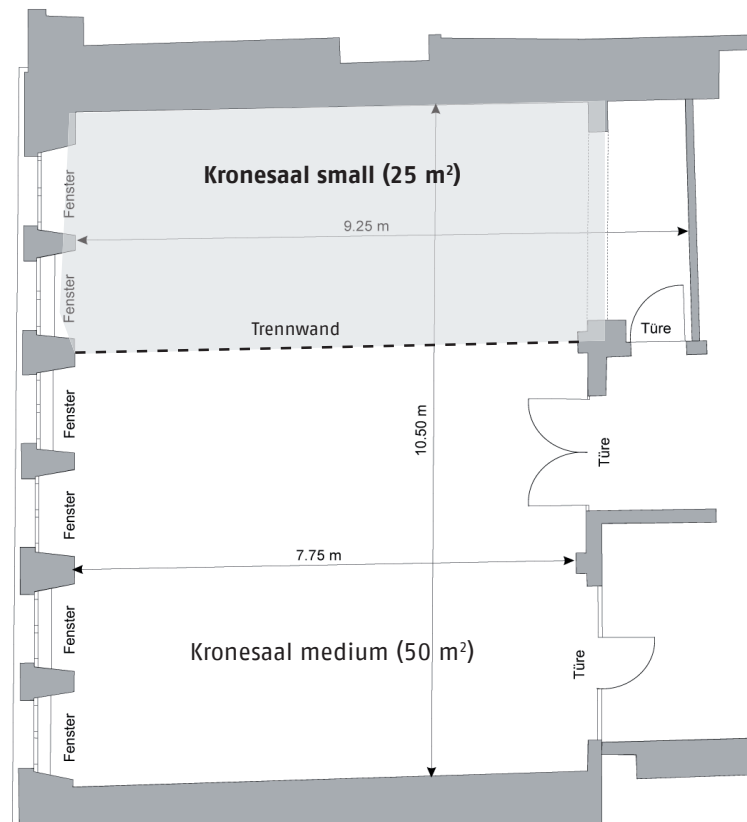 Kronesaal small (25 m²)
Fenster
9.25 m
Fenster
Trennwand
Türe
Fenster
10.50 m
Türe
Fenster
7.75 m
Fenster
Kronesaal medium (50 m²)
Türe
Fenster